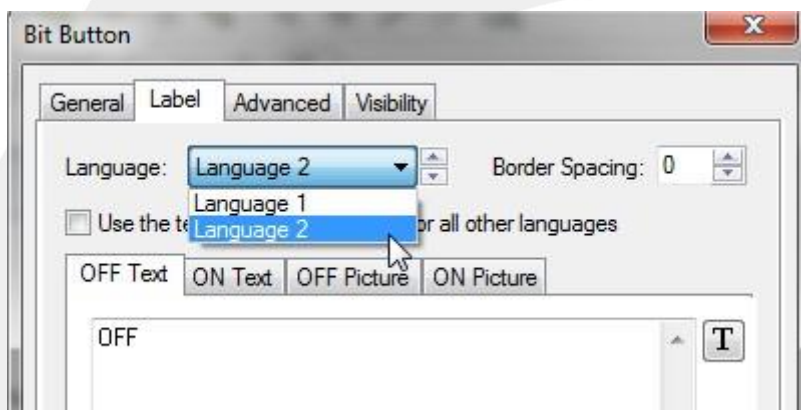 Bit Button
General Label Advanced Visibility
Language: Language 2 Border Spacing: 0
Language 1
Use the te Language 2 or all other languages
OFF Text ON Text OFF Picture ON Picture
OFF T